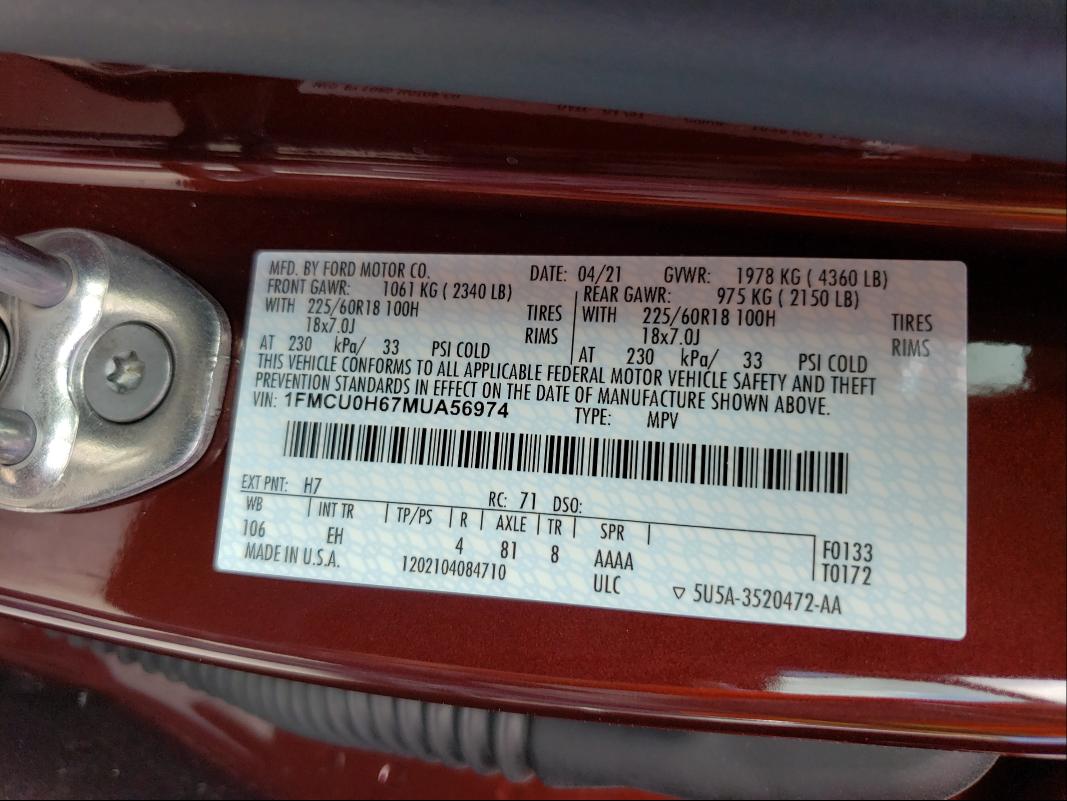 MFD. BY FORD MOTOR CO. DATE: 04/21 GVWR: 1978 KG ( 4360 LB)
FRONT GAWR: 1061 KG ( 2340 LB) REAR GAWR: 975 KG ( 2150 LB)
WITH 225/60R18 100H TIRES WITH 225/60R18 100H TIRES
18x7.0J RIMS 18x7.0J RIMS
AT 230 kPa/ 33 PSI COLD AT 230 kPa/ 33 PSI COLD
THIS VEHICLE CONFORMS TO ALL APPLICABLE FEDERAL MOTOR VEHICLE SAFETY AND THEFT
PREVENTION STANDARDS IN EFFECT ON THE DATE OF MANUFACTURE SHOWN ABOVE.
VIN: 1FMCU0H67MUA56974 TYPE: MPV
EXT PNT: H7 RC: 71 DSO:
WB INT TR TP/PS R AXLE TR SPR
106 EH 4 81 8 AAAA F0133
MADE IN U.S.A. 1202104084710 ULC T0172
▽ 5U5A-3520472-AA